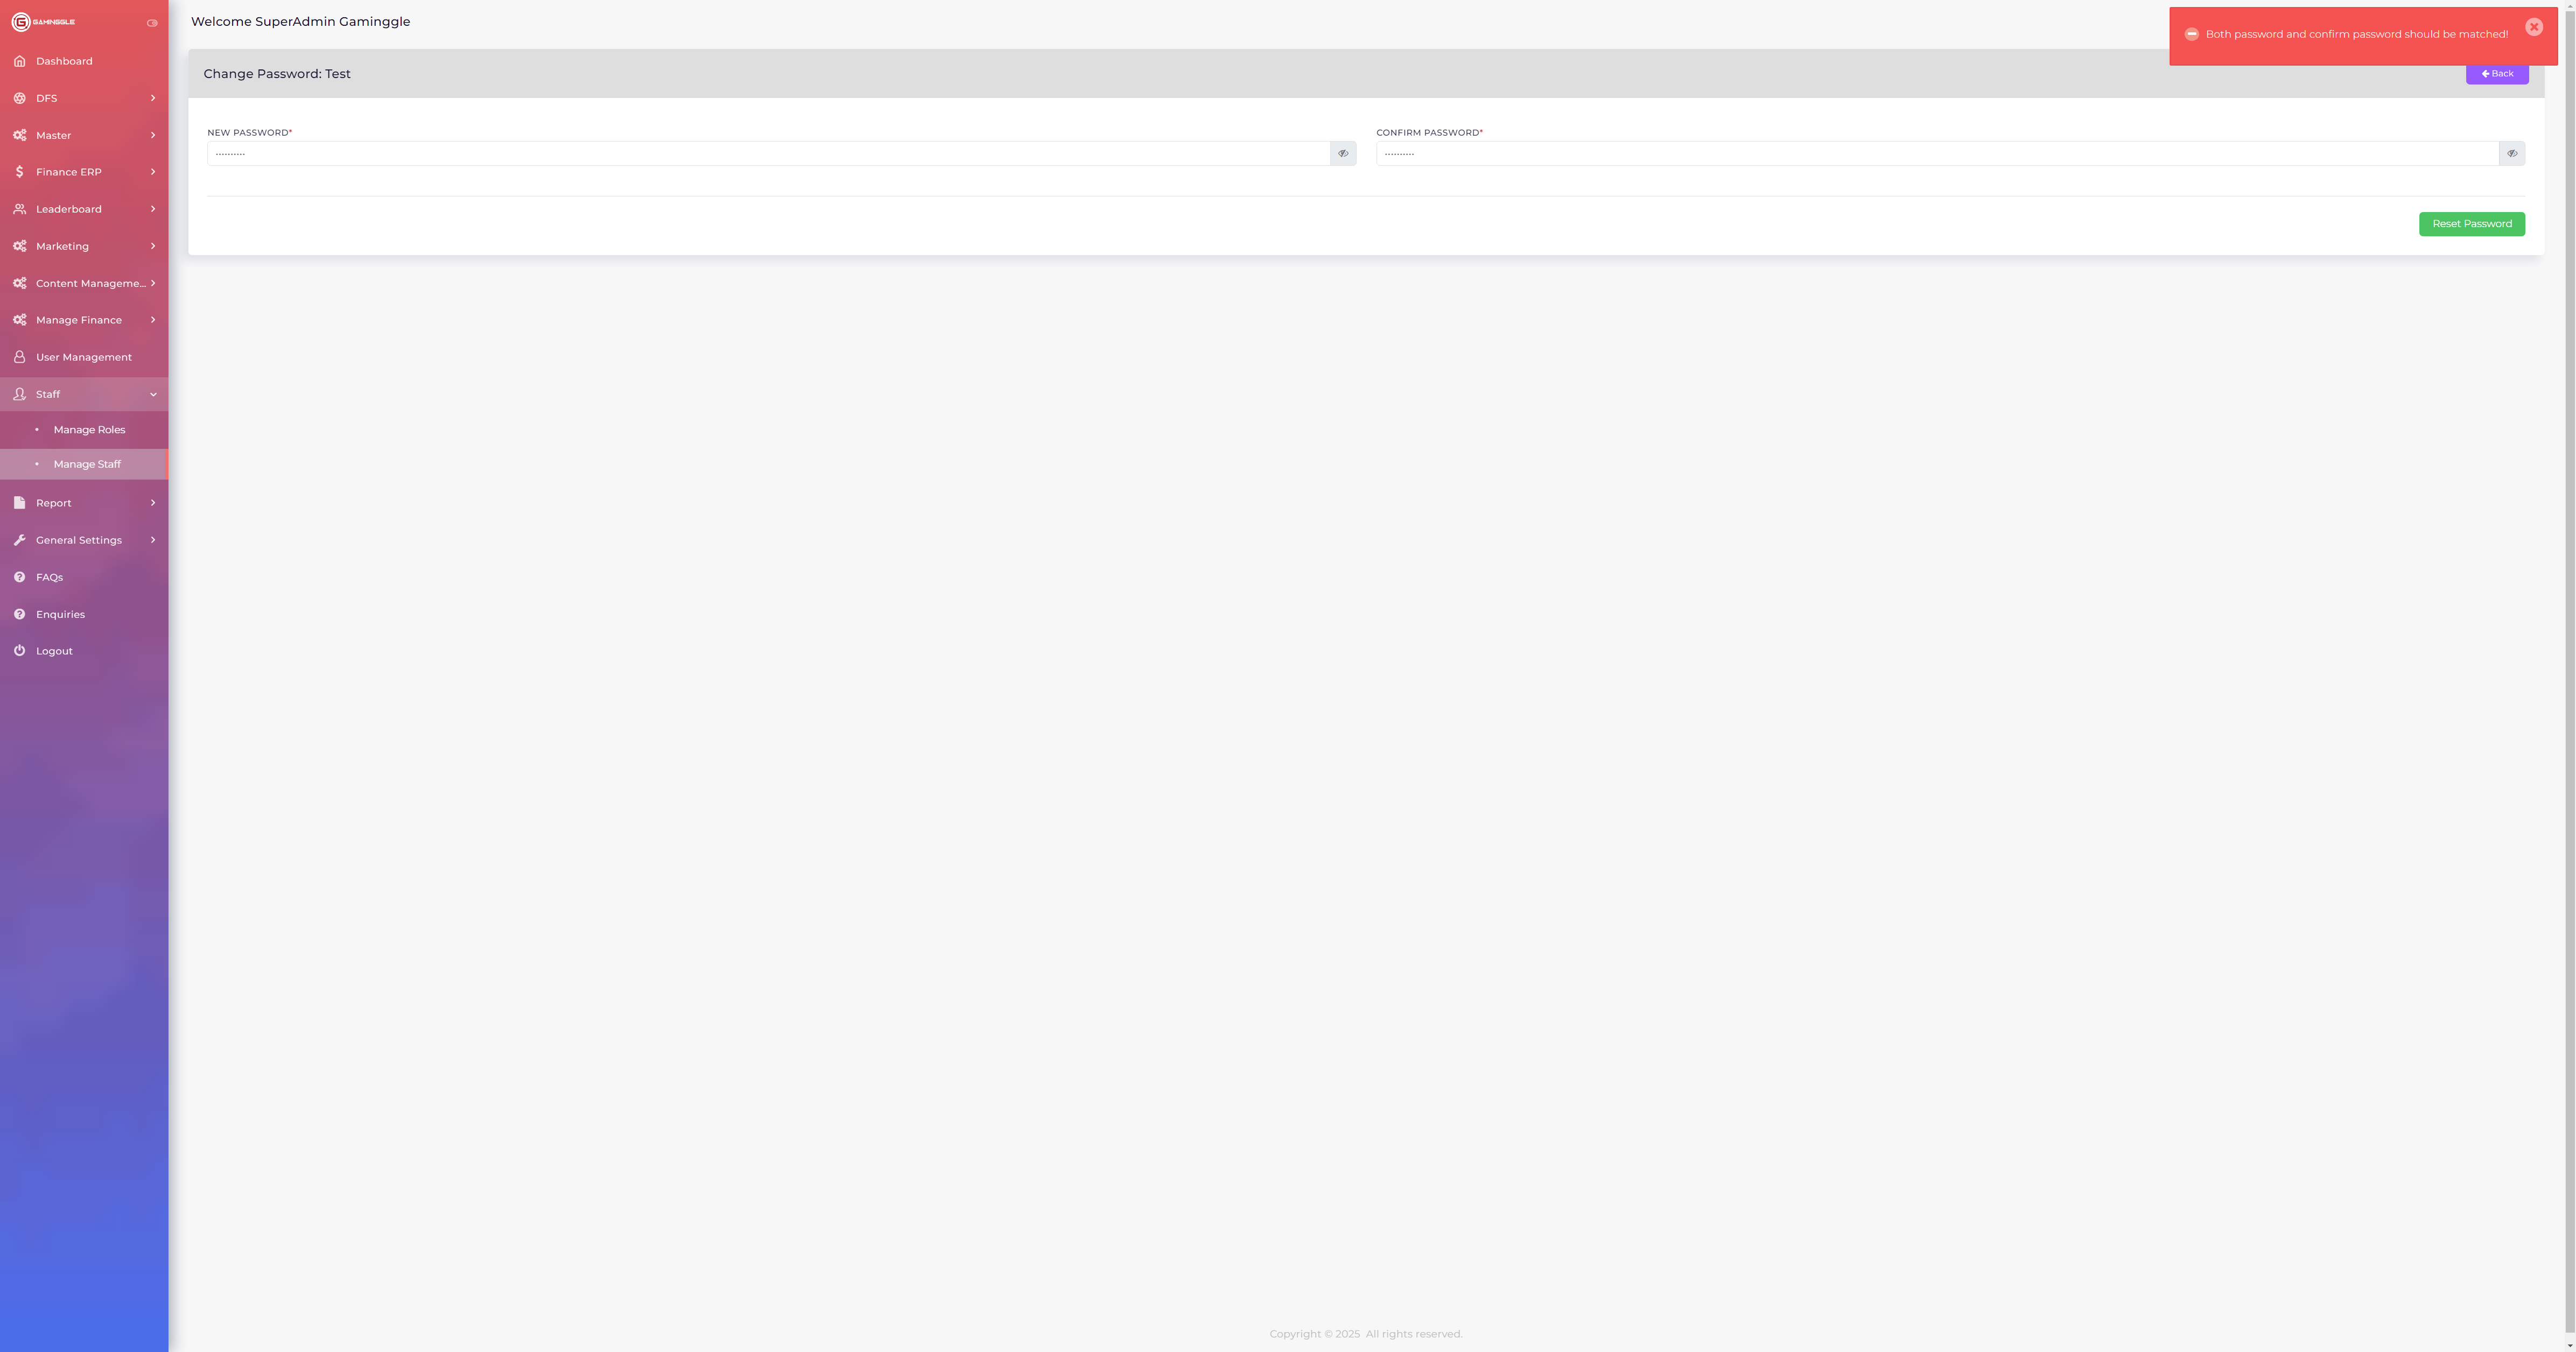 GAMINGGLE
Welcome SuperAdmin Gaminggle
Both password and confirm password should be matched!
Dashboard
DFS
Master
Finance ERP
Leaderboard
Marketing
Content Manageme...
Manage Finance
User Management
Staff
• Manage Roles
• Manage Staff
Report
General Settings
FAQs
Enquiries
Logout
Change Password: Test
Back
NEW PASSWORD*
••••••••••
CONFIRM PASSWORD*
••••••••••
Reset Password
Copyright © 2025 All rights reserved.